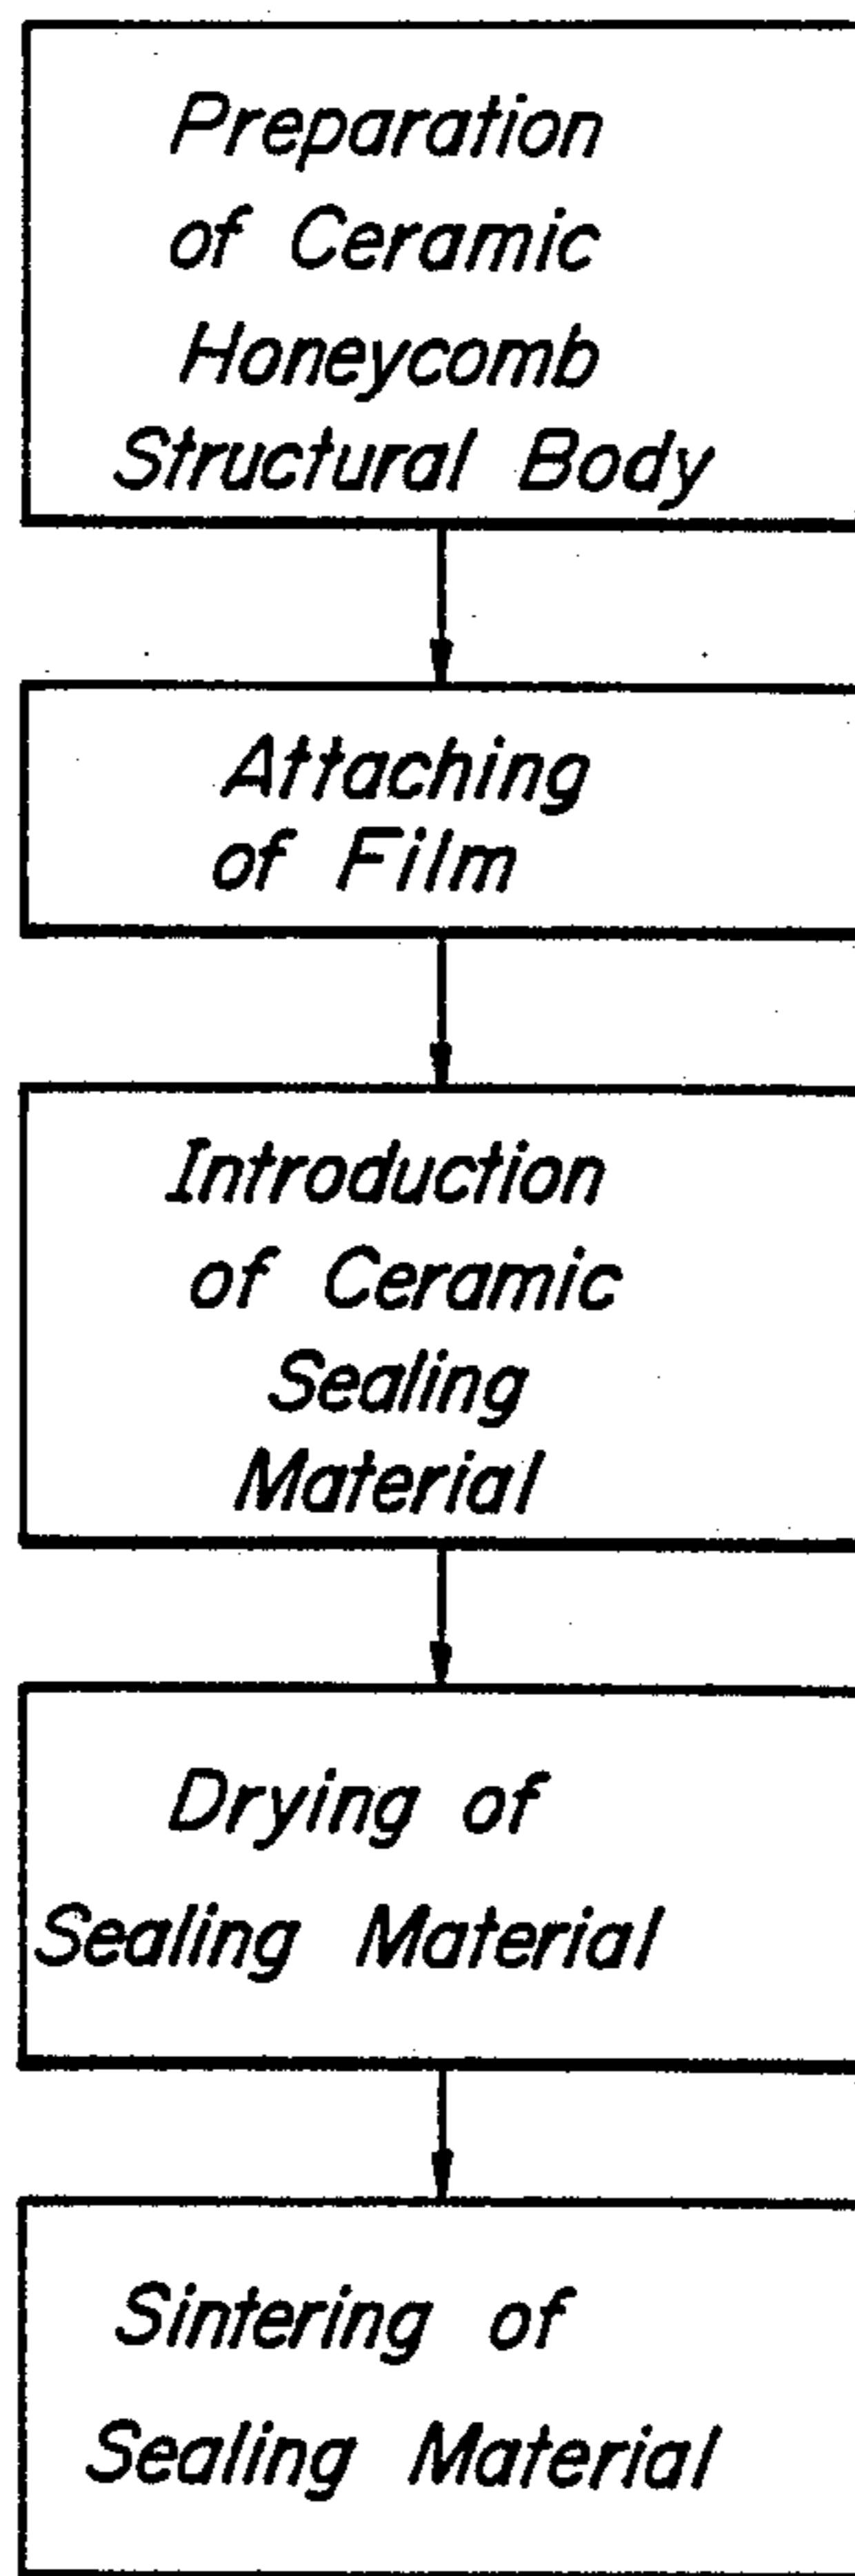 Preparation
of Ceramic
Honeycomb
Structural Body
Attaching
of Film
Introduction
of Ceramic
Sealing
Material
Drying of
Sealing Material
Sintering of
Sealing Material